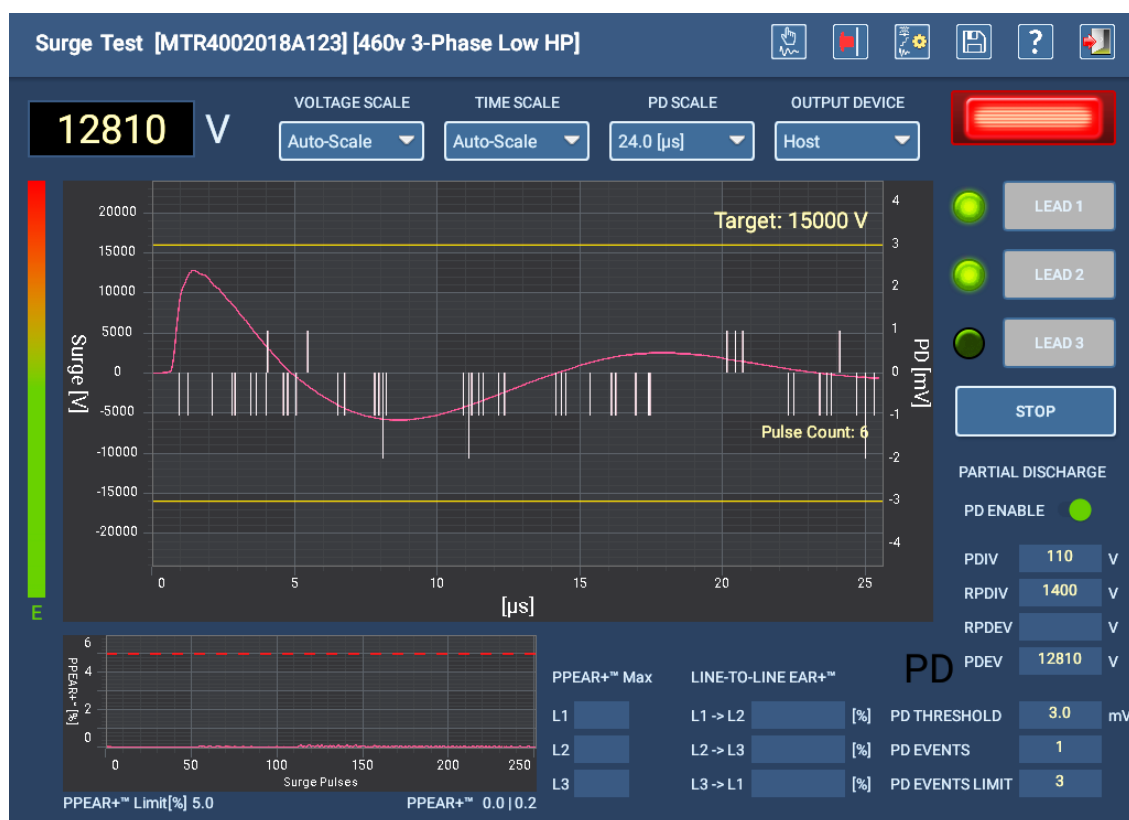 Surge Test [MTR4002018A123] [460v 3-Phase Low HP]
?
12810 V
VOLTAGE SCALE TIME SCALE PD SCALE OUTPUT DEVICE
Auto-Scale Auto-Scale 24.0 [µs] Host
LEAD 1
LEAD 2
LEAD 3
STOP
Target: 15000 V
Pulse Count: 6
Surge [V]
20000
15000
10000
5000
0
-5000
-10000
-15000
-20000
PD [mV]
4
3
2
1
0
-1
-2
-3
-4
0 5 10 15 20 25
[µs]
E
PARTIAL DISCHARGE
PD ENABLE
PDIV 110 V
RPDIV 1400 V
RPDEV V
PD
PDEV 12810 V
PD THRESHOLD 3.0 mV
PD EVENTS 1
PD EVENTS LIMIT 3
PPEAR+™ [%]
6
4
2
0
0 50 100 150 200 250
Surge Pulses
PPEAR+™ Limit[%] 5.0 PPEAR+™ 0.0|0.2
PPEAR+™ Max LINE-TO-LINE EAR+™
L1 L1 -> L2 [%]
L2 L2 -> L3 [%]
L3 L3 -> L1 [%]